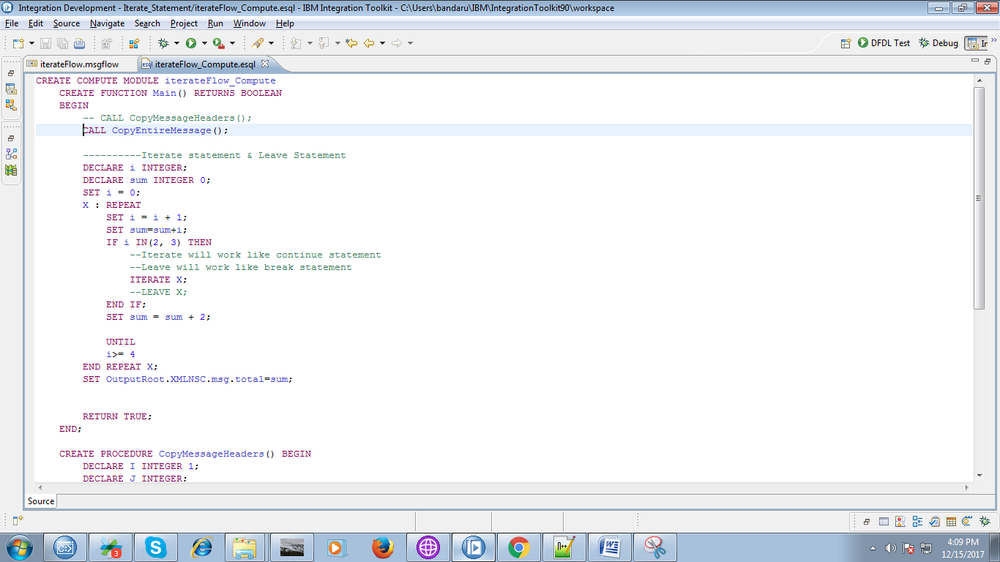 Integration Development - Iterate_Statement/iterateFlow_Compute.esql - IBM Integration Toolkit - C:\Users\bandaru\IBM\IntegrationToolkit90\workspace
File Edit Source Navigate Search Project Run Window Help
DFDL Test Debug
iterateFlow.msgflow iterateFlow_Compute.esql
CREATE COMPUTE MODULE iterateFlow_Compute
CREATE FUNCTION Main() RETURNS BOOLEAN
BEGIN
-- CALL CopyMessageHeaders();
CALL CopyEntireMessage();
----------Iterate statement & Leave Statement
DECLARE i INTEGER;
DECLARE sum INTEGER 0;
SET i = 0;
X : REPEAT
SET i = i + 1;
SET sum=sum+i;
IF i IN(2, 3) THEN
--Iterate will work like continue statement
--Leave will work like break statement
ITERATE X;
--LEAVE X;
END IF;
SET sum = sum + 2;
UNTIL
i>= 4
END REPEAT X;
SET OutputRoot.XMLNSC.msg.total=sum;
RETURN TRUE;
END;
CREATE PROCEDURE CopyMessageHeaders() BEGIN
DECLARE I INTEGER 1;
DECLARE J INTEGER;
Source
4:09 PM
12/15/2017